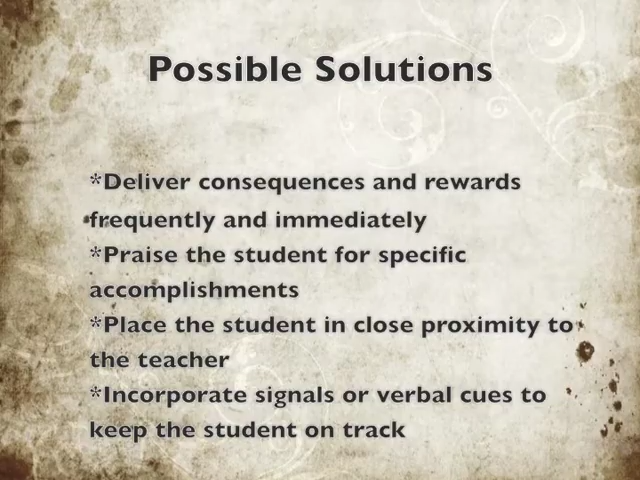 Possible Solutions
*Deliver consequences and rewards
frequently and immediately
*Praise the student for specific
accomplishments
*Place the student in close proximity to
the teacher
*Incorporate signals or verbal cues to
keep the student on track